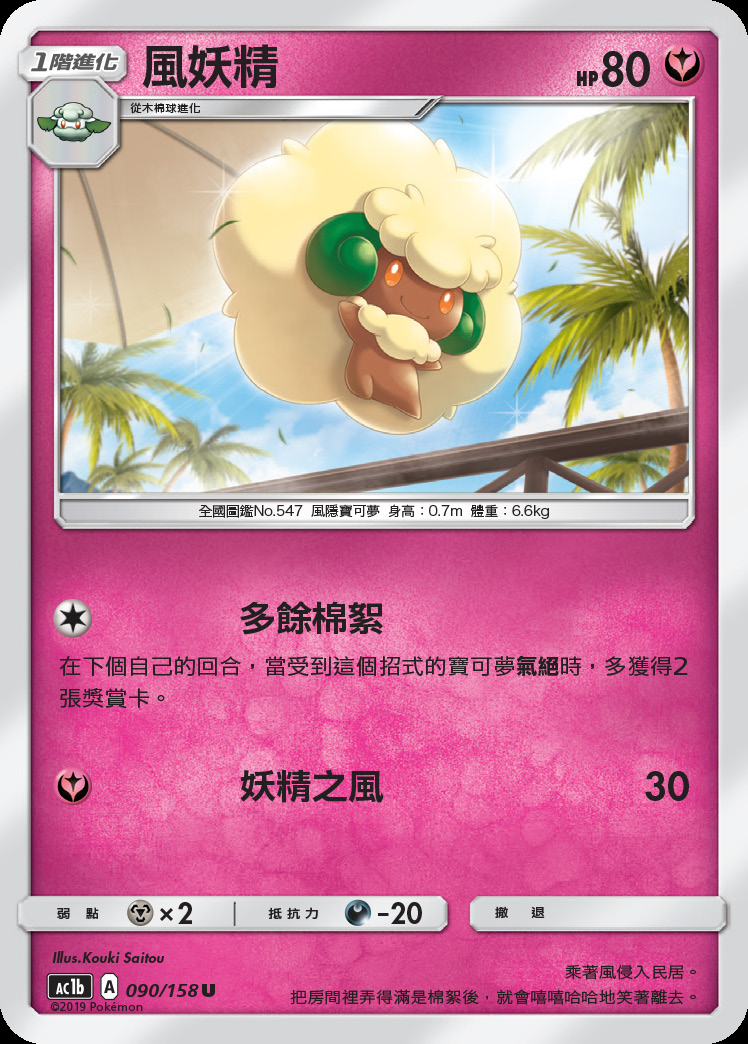 1階進化
風妖精
HP80
從木棉球進化
全國圖鑑No.547 風隱寶可夢 身高：0.7m 體重：6.6kg
多餘棉絮
在下個自己的回合，當受到這個招式的寶可夢氣絕時，多獲得2
張獎賞卡。
妖精之風 30
弱點 ×2 抵抗力 -20 撤退
Illus.Kouki Saitou
AC1b A 090/158 U
©2019 Pokémon
乘著風侵入民居。
把房間裡弄得滿是棉絮後，就會嘻嘻哈哈地笑著離去。